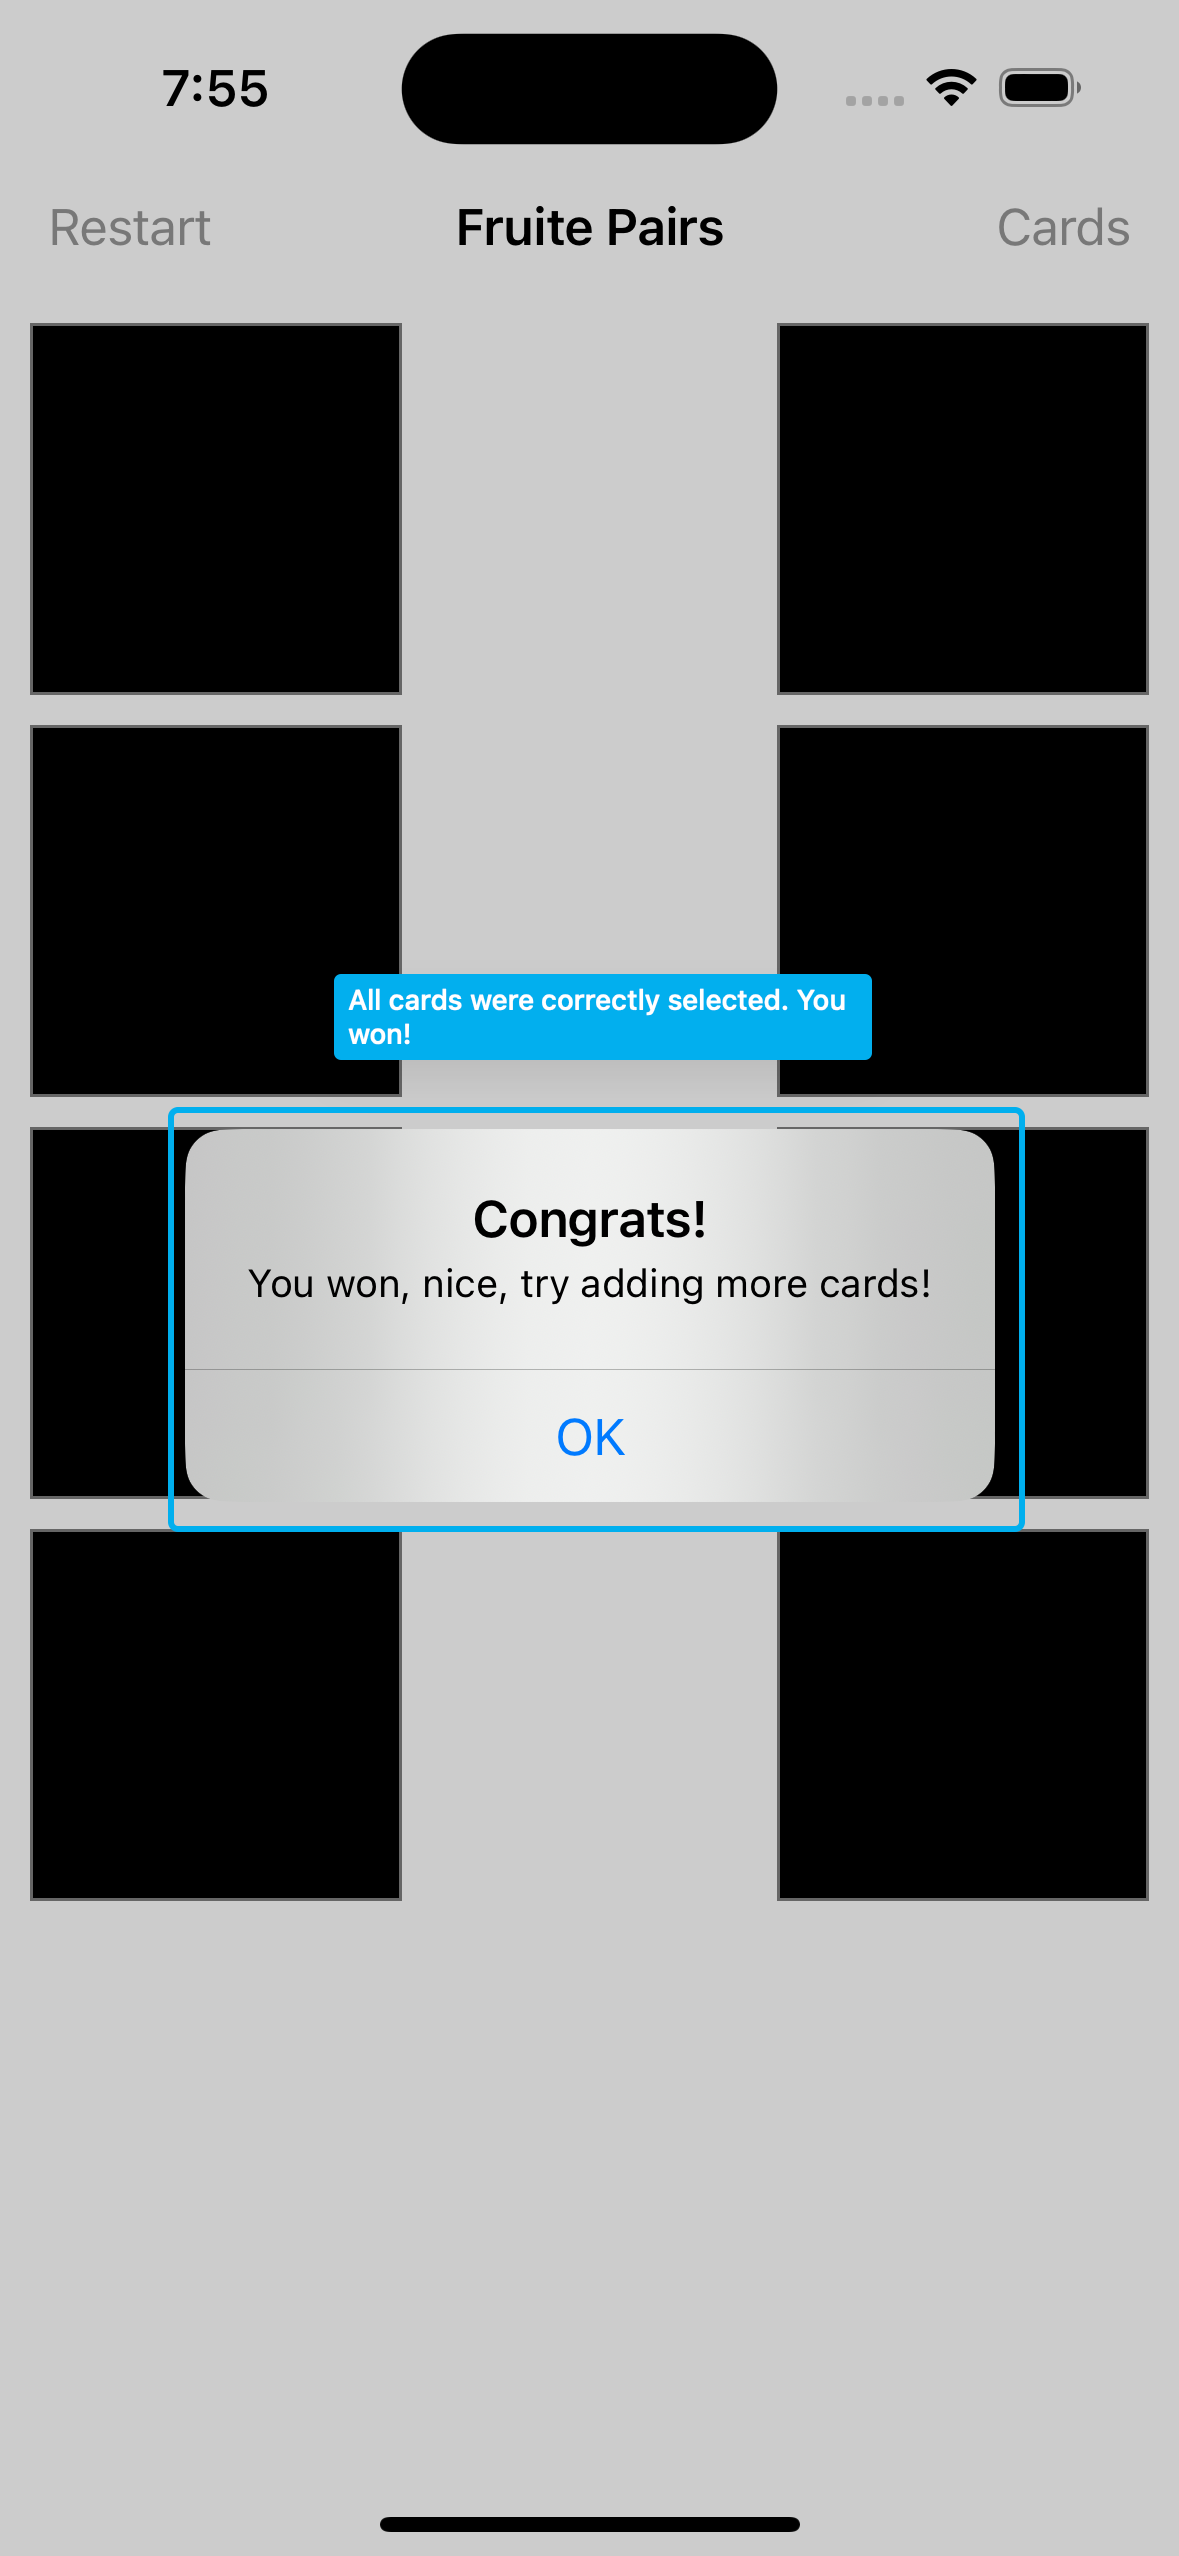 7:55
Restart
Fruite Pairs
Cards
All cards were correctly selected. You
won!
Congrats!
You won, nice, try adding more cards!
OK